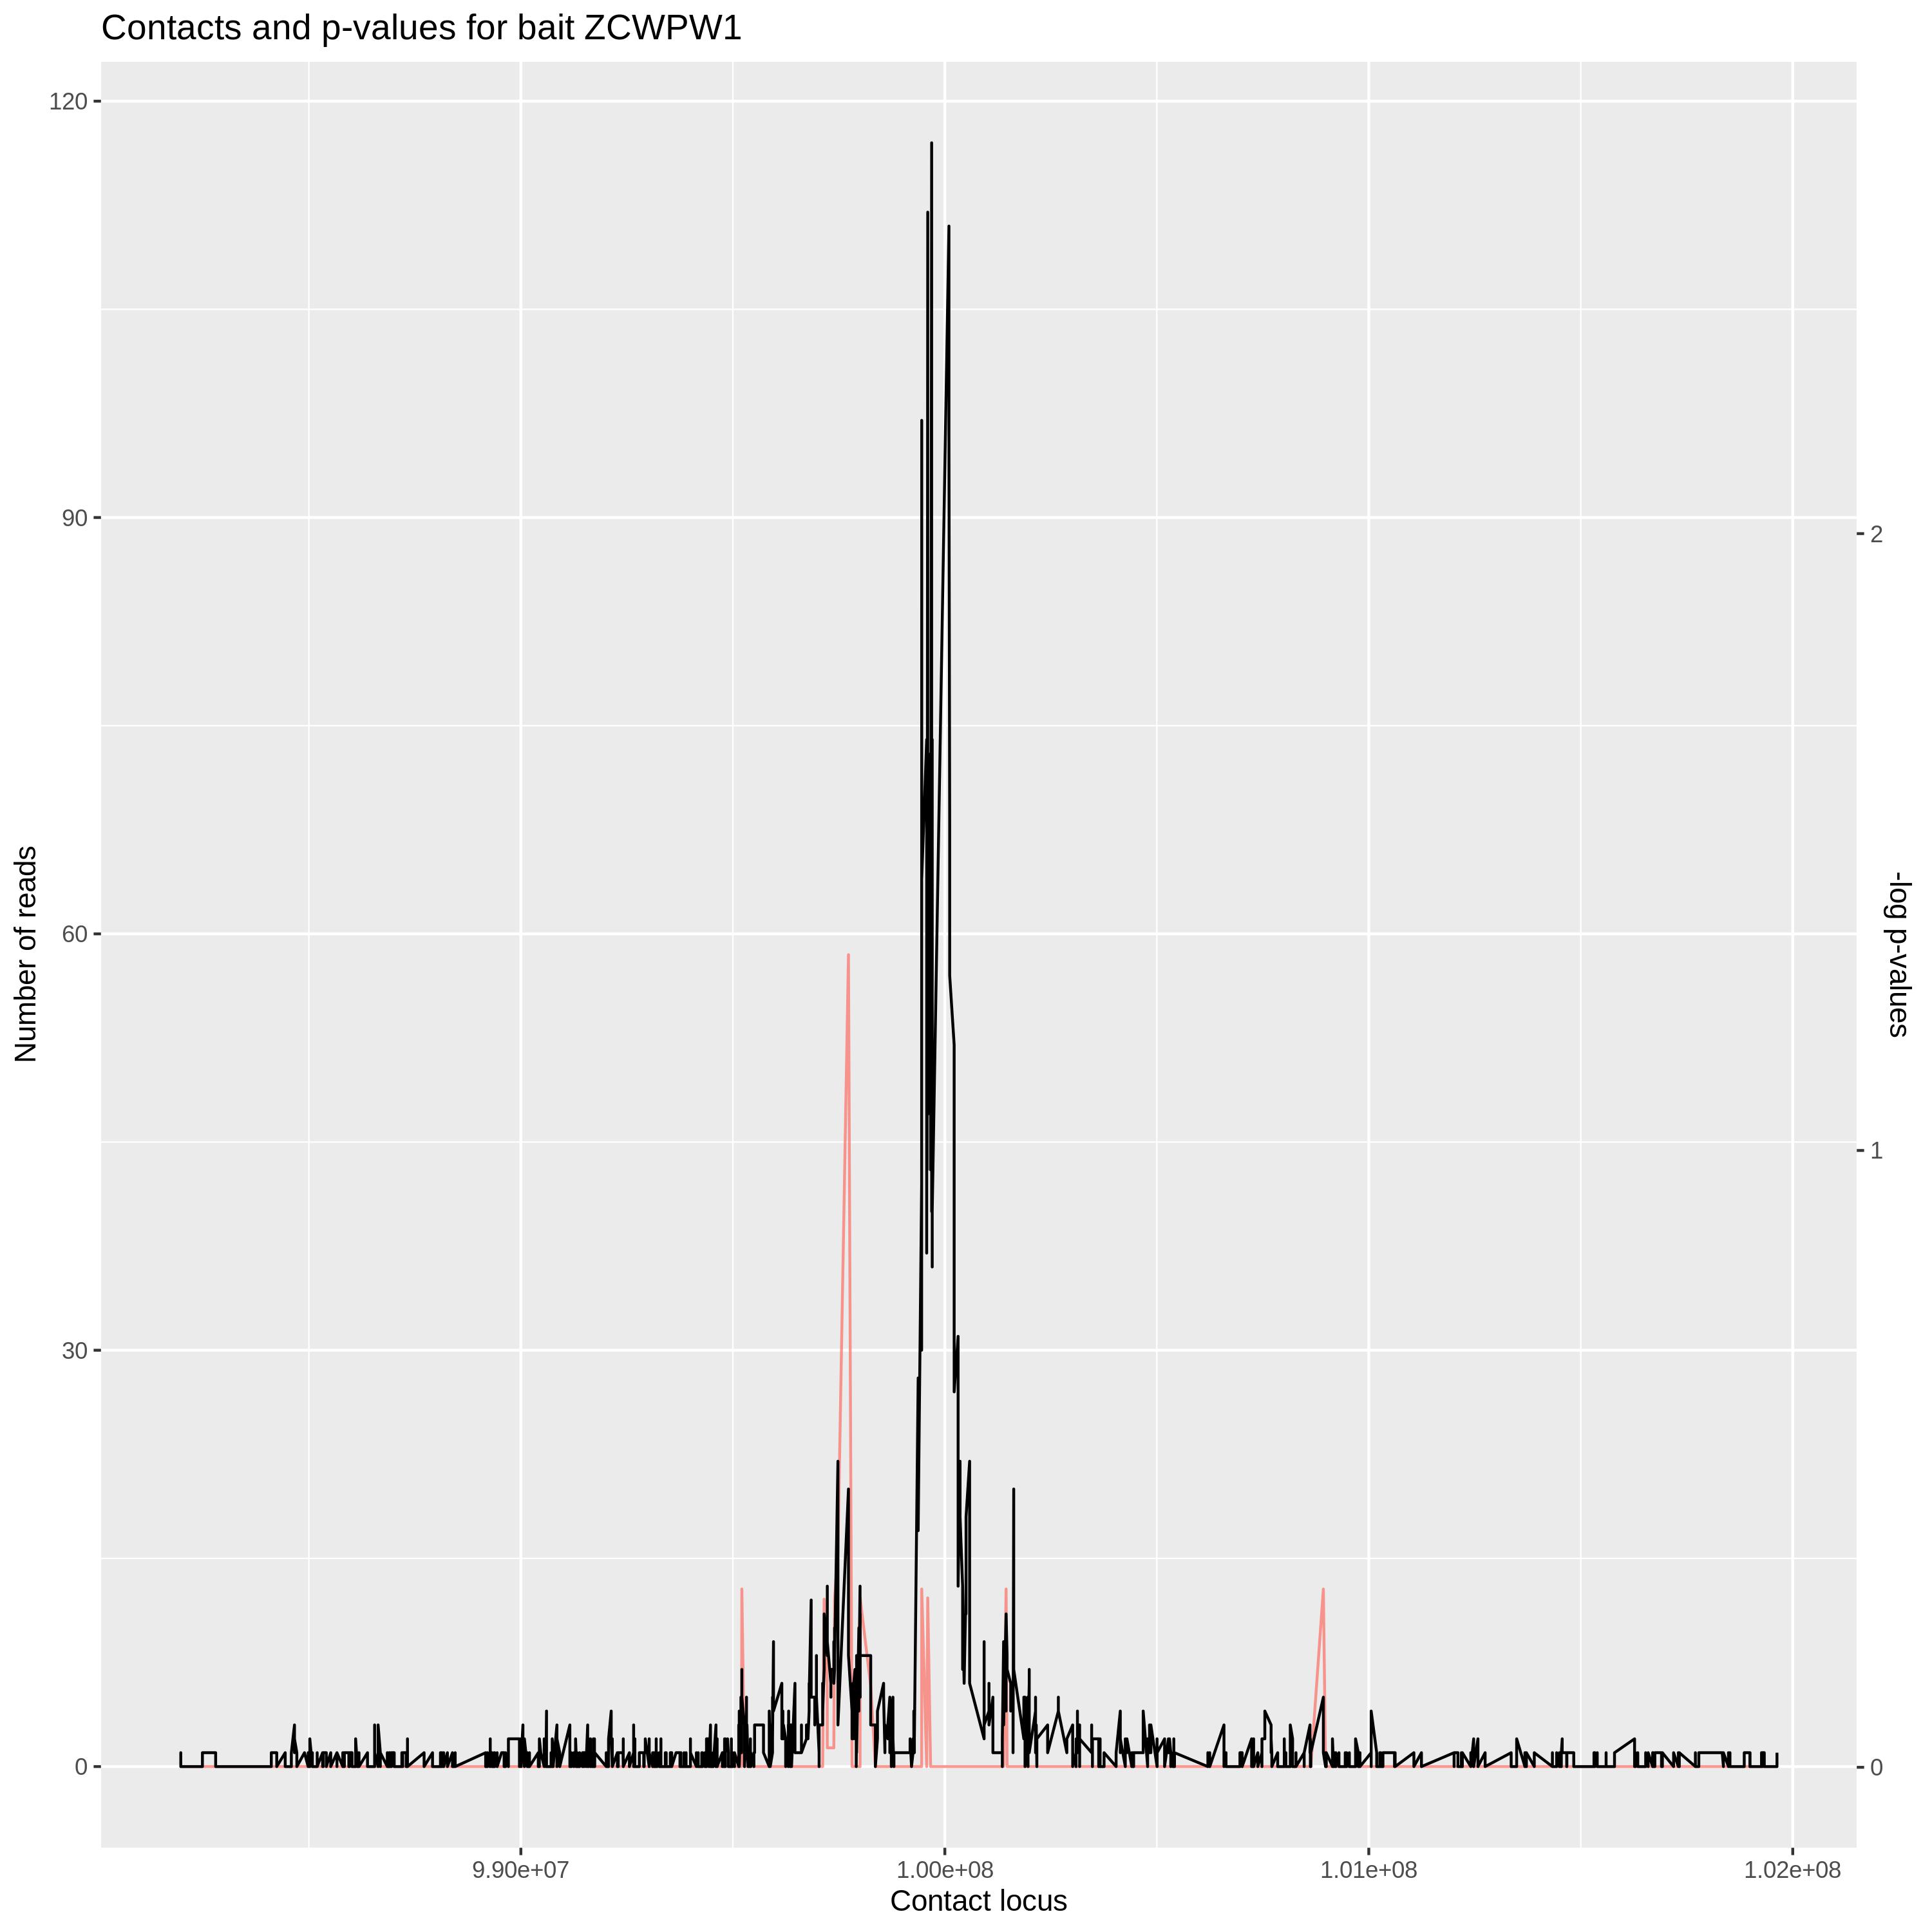 Contacts and p-values for bait ZCWPW1
120
90
60
30
0
Number of reads
2
1
0
-log p-values
9.90e+07
1.00e+08
1.01e+08
1.02e+08
Contact locus